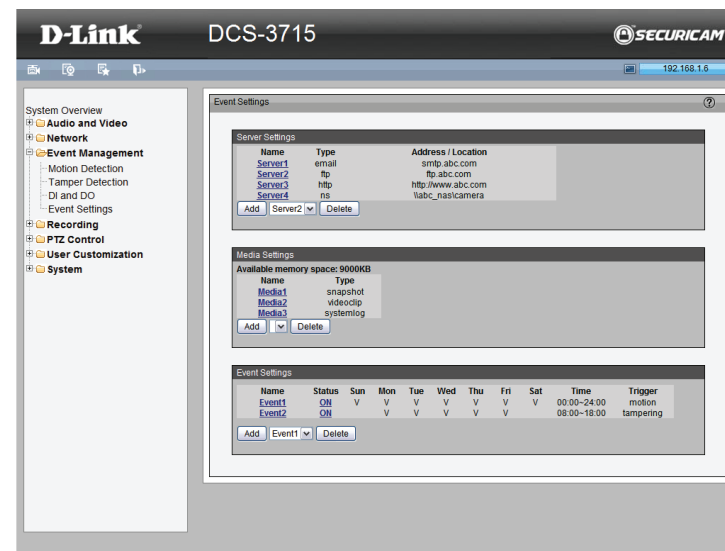 D-Link DCS-3715 SECURICAM
192.168.1.6
System Overview
Audio and Video
Network
Event Management
Motion Detection
Tamper Detection
DI and DO
Event Settings
Recording
PTZ Control
User Customization
System
Event Settings ?
Server Settings
Name Type Address / Location
Server1 email smtp.abc.com
Server2 ftp ftp.abc.com
Server3 http http://www.abc.com
Server4 ns \\abc_nas\camera
Add Server2 Delete
Media Settings
Available memory space: 9000KB
Name Type
Media1 snapshot
Media2 videoclip
Media3 systemlog
Add Delete
Event Settings
Name Status Sun Mon Tue Wed Thu Fri Sat Time Trigger
Event1 ON V V V V V V V 00:00~24:00 motion
Event2 ON V V V V V 08:00~18:00 tampering
Add Event1 Delete